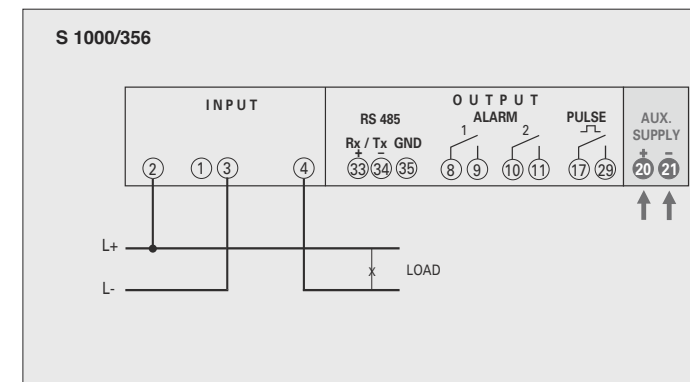 S 1000/356
INPUT
OUTPUT
RS 485
ALARM
PULSE
AUX.
SUPPLY
1
2
Rx / Tx GND
+ –
+ –
2 1 3 4 33 34 35 8 9 10 11 17 29 20 21
L+
LOAD
x
L-